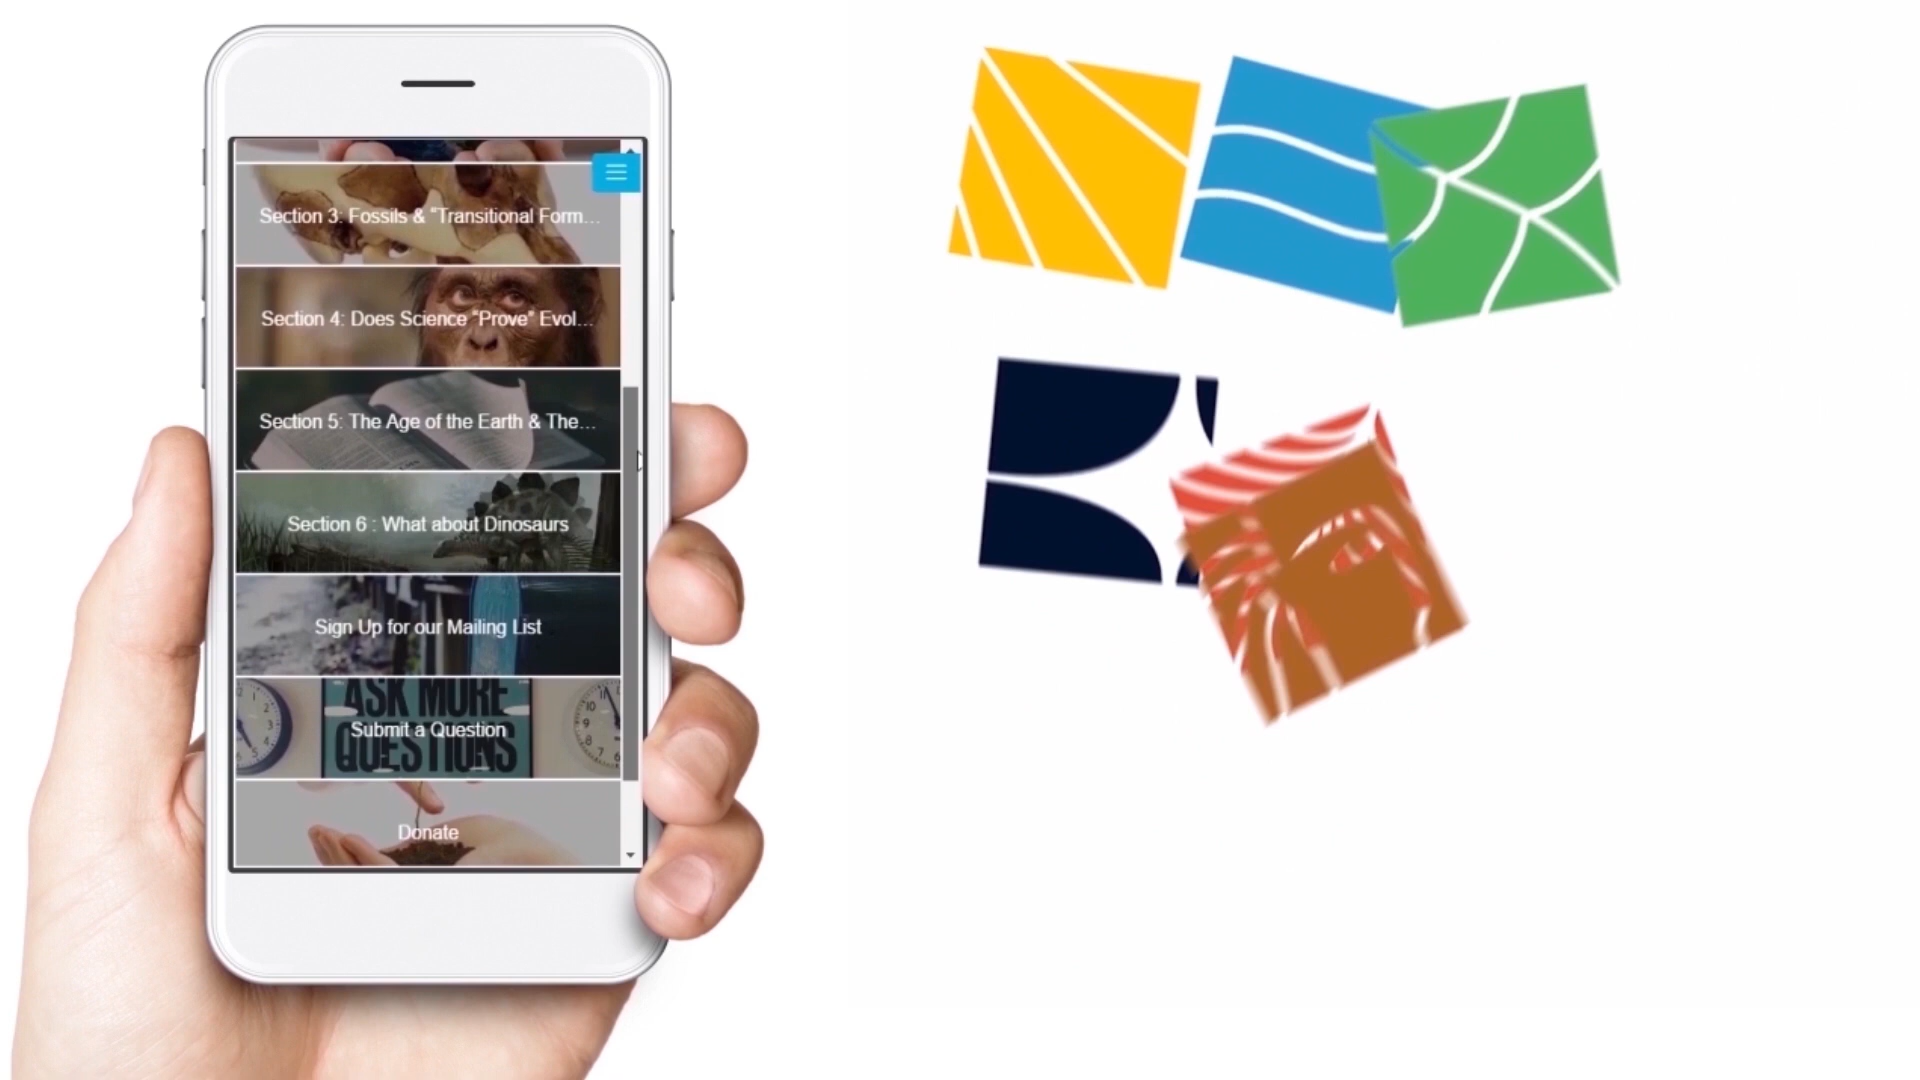 Section 3: Fossils & "Transitional Form...
Section 4: Does Science "Prove" Evol...
Section 5: The Age of the Earth & The...
Section 6 : What about Dinosaurs
Sign Up for our Mailing List
ASK MORE
Submit a Question
QUESTIONS
Donate